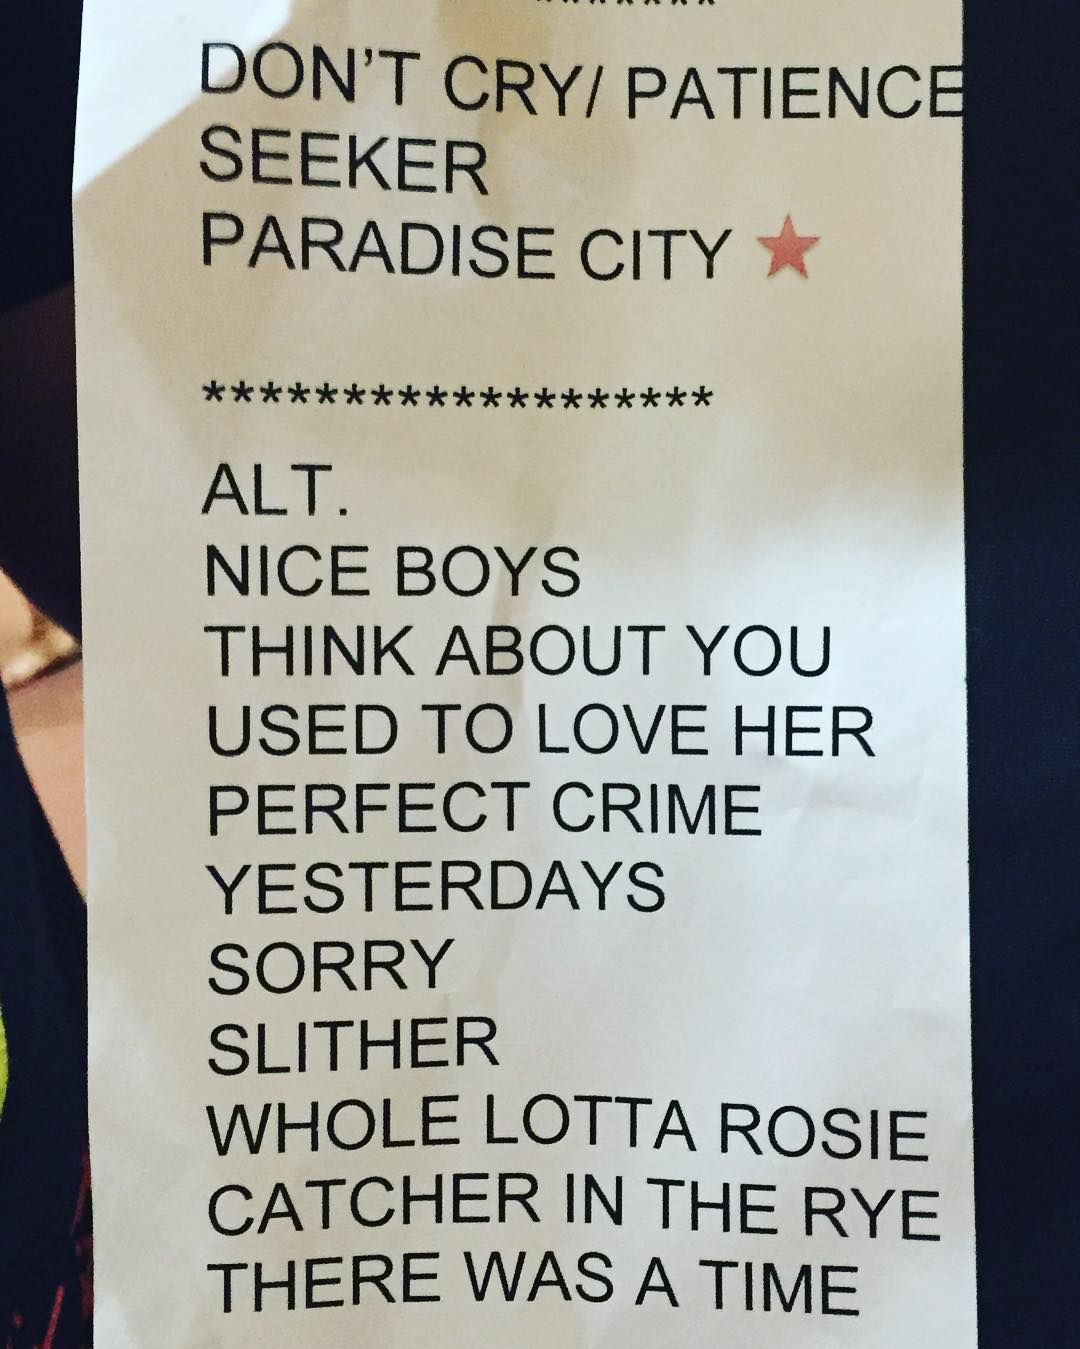 *******
DON'T CRY/ PATIENCE
SEEKER
PARADISE CITY ★
*******************
ALT.
NICE BOYS
THINK ABOUT YOU
USED TO LOVE HER
PERFECT CRIME
YESTERDAYS
SORRY
SLITHER
WHOLE LOTTA ROSIE
CATCHER IN THE RYE
THERE WAS A TIME